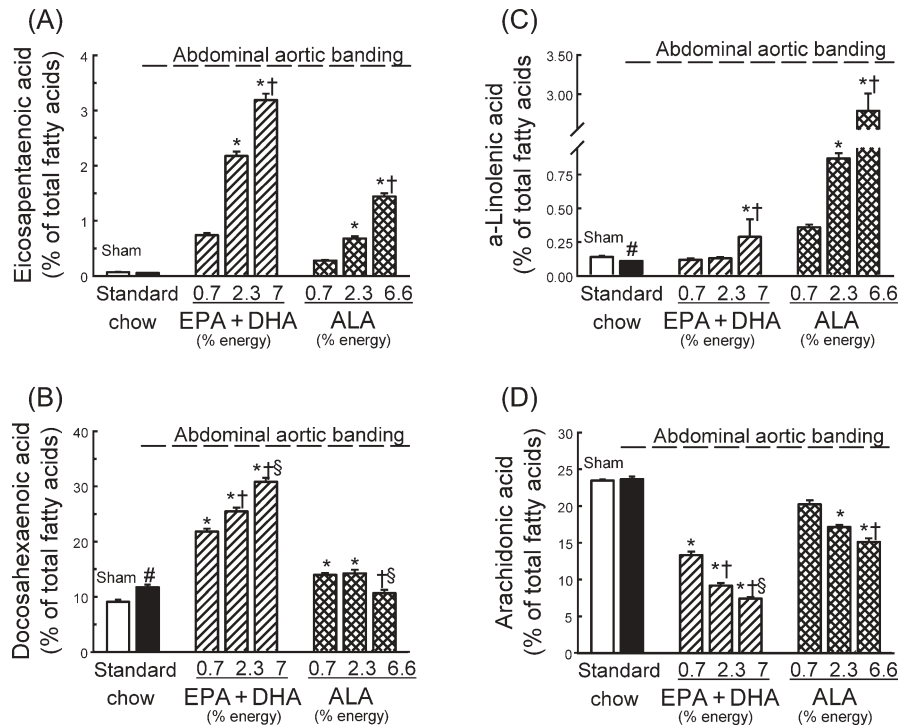 (A)
Abdominal aortic banding
Eicosapentaenoic acid
(% of total fatty acids)
4
3
2
1
0
*
*†
*
*†
Sham
Standard
chow
0.7 2.3 7
EPA + DHA
(% energy)
0.7 2.3 6.6
ALA
(% energy)
(C)
Abdominal aortic banding
a-Linolenic acid
(% of total fatty acids)
3.50
3.00
0.75
0.50
0.25
0.00
*†
*
*†
Sham
#
Standard
chow
0.7 2.3 7
EPA + DHA
(% energy)
0.7 2.3 6.6
ALA
(% energy)
(B)
Abdominal aortic banding
Docosahexaenoic acid
(% of total fatty acids)
40
30
20
10
0
Sham
#
*
*†
*†§
*
*
†§
Standard
chow
0.7 2.3 7
EPA + DHA
(% energy)
0.7 2.3 6.6
ALA
(% energy)
(D)
Abdominal aortic banding
Arachidonic acid
(% of total fatty acids)
30
25
20
15
10
5
0
Sham
*
*†
*†§
*
*†
Standard
chow
0.7 2.3 7
EPA + DHA
(% energy)
0.7 2.3 6.6
ALA
(% energy)